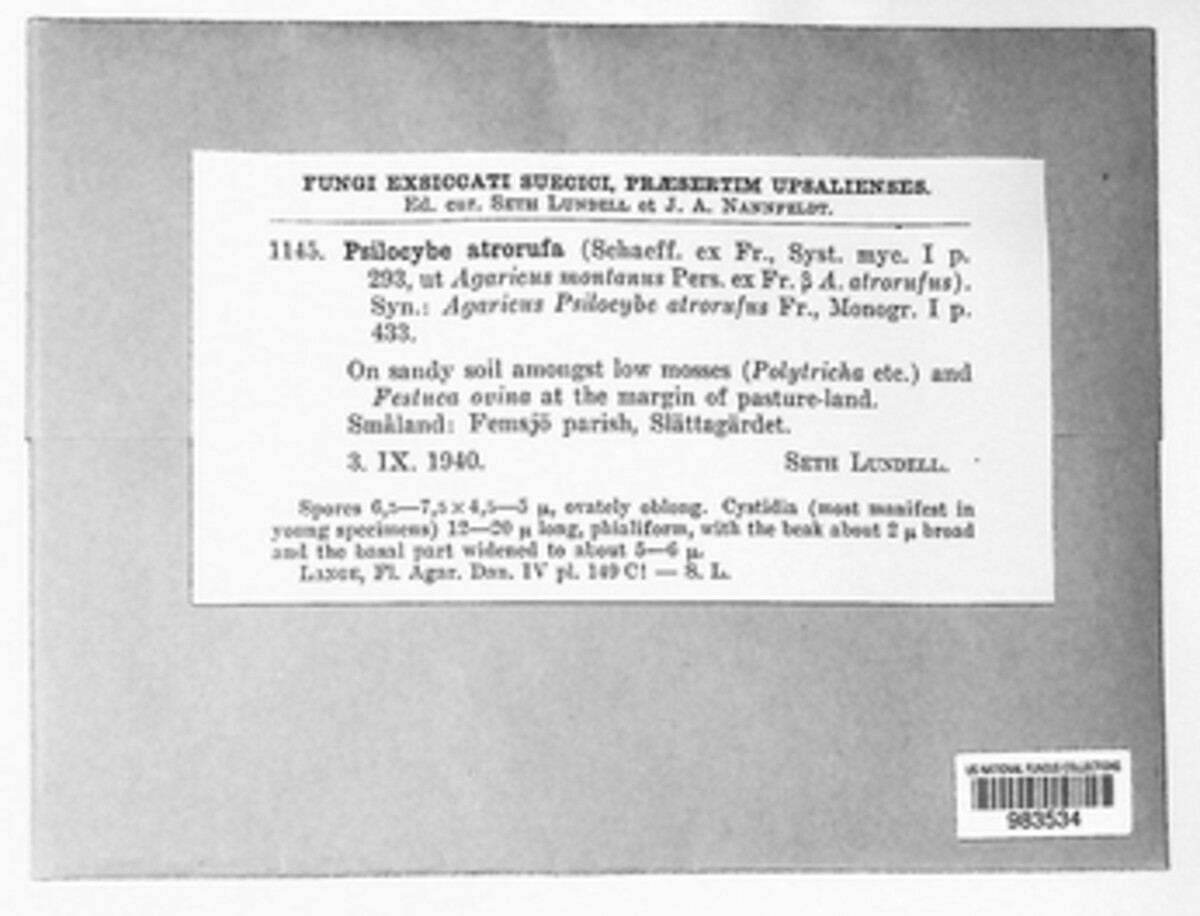 FUNGI EXSICCATI SUECICI, PRÆSERTIM UPSALIENSES.
Ed. cur. SETH LUNDELL et J. A. NANNFELDT.
1145. Psilocybe atrorufa (Schaeff. ex Fr., Syst. myc. I p.
293, ut Agaricus montanus Pers. ex Fr. β A. atrorufus).
Syn.: Agaricus Psilocybe atrorufus Fr., Monogr. I p.
433.
On sandy soil amongst low mosses (Polytricha etc.) and
Festuca ovina at the margin of pasture-land.
Småland: Femsjö parish, Slättagärdet.
3. IX. 1940. SETH LUNDELL.
Spores 6,5—7,5 × 4,5—5 μ, ovately oblong. Cystidia (most manifest in
young specimens) 12—20 μ long, phialiform, with the beak about 2 μ broad
and the basal part widened to about 5—6 μ.
LANGE, Fl. Agar. Dan. IV pl. 149 C! — S. L.
US NATIONAL FUNGUS COLLECTIONS
983534